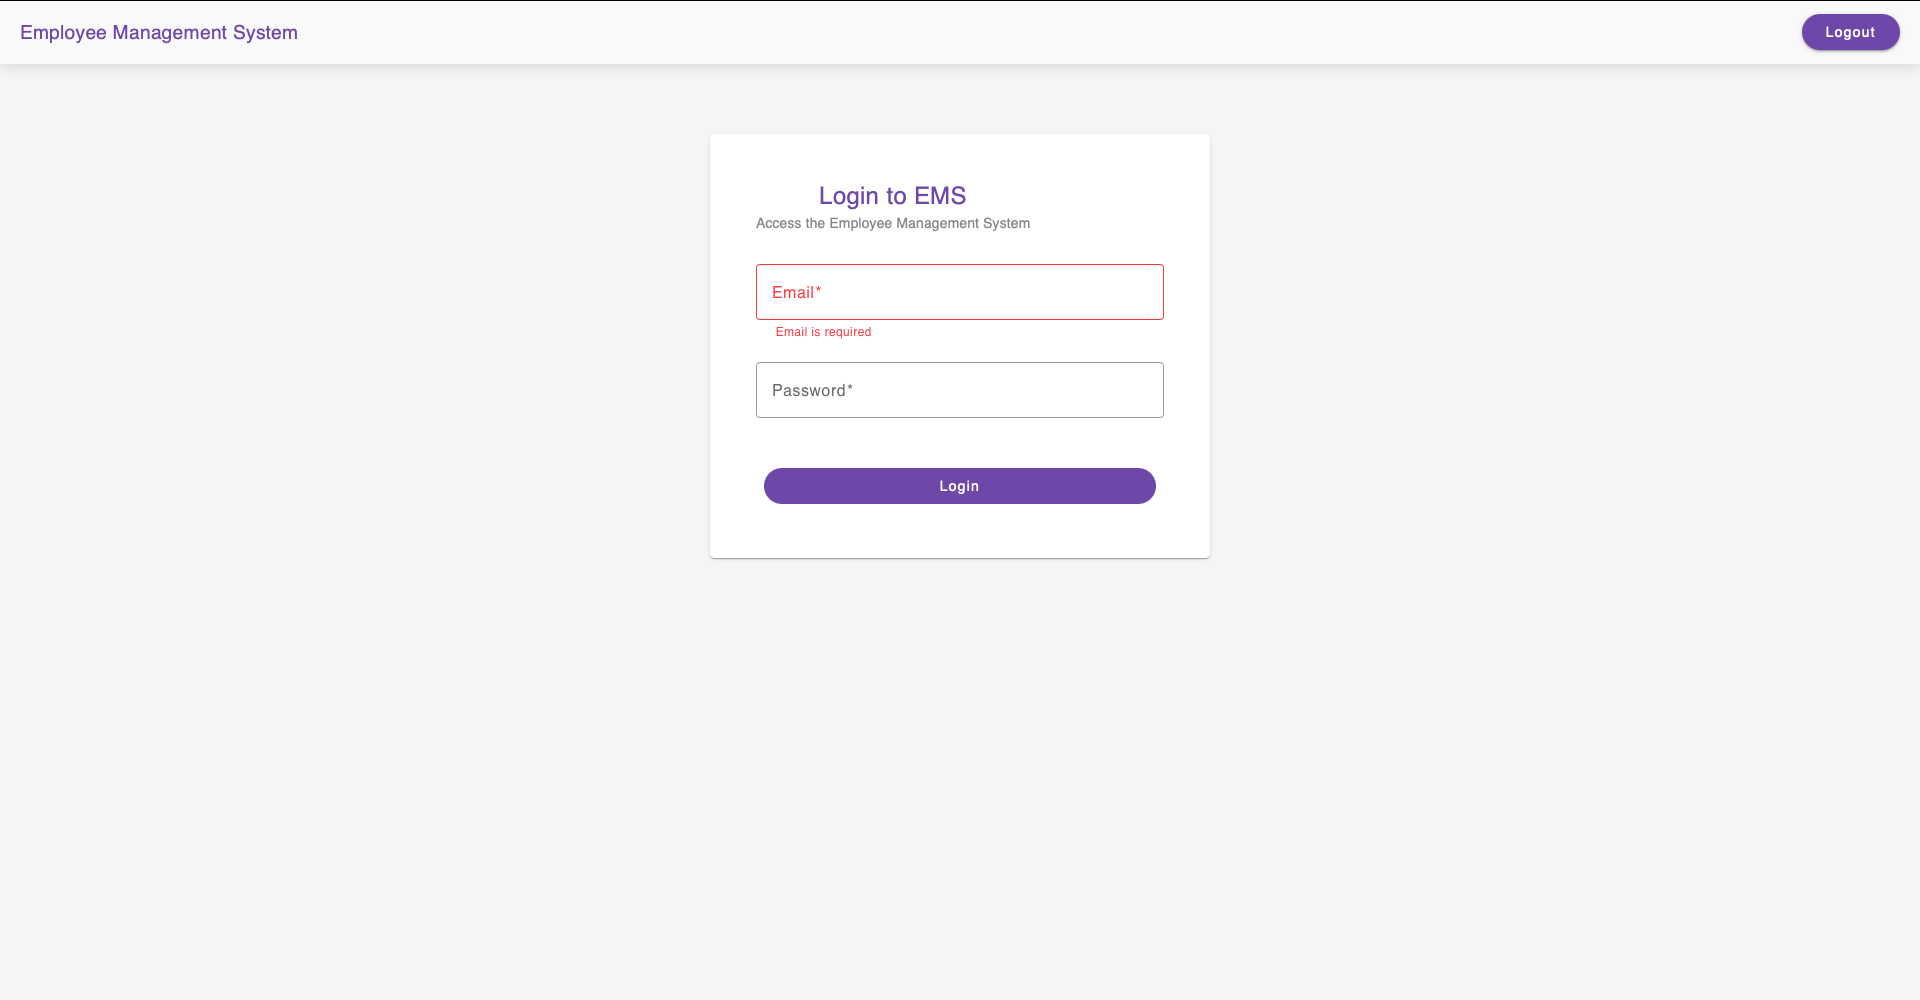 Employee Management System
Logout
Login to EMS
Access the Employee Management System
Email*
Email is required
Password*
Login